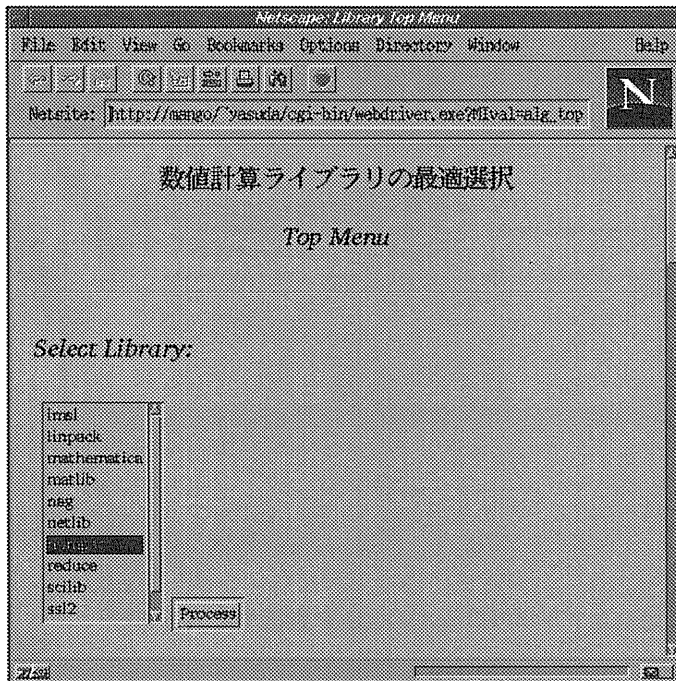 Netscape: Library Top Menu
File Edit View Go Bookmarks Options Directory Window Help
N
Netsite: http://mango/~yasuda/cgi-bin/webdriver.exe?MIval=alg_top
数値計算ライブラリの最適選択
Top Menu
Select Library:
imsl
linpack
mathematica
matlib
nag
netlib
reduce
scilib
ssl2
Process